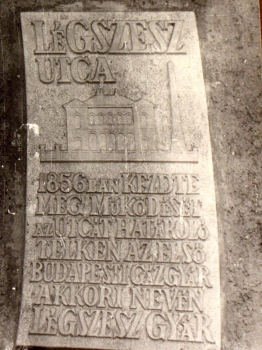 LÉGSZESZ
UTCA
1856 BAN KEZDTE
MEG MŰKÖDÉSÉT
AZ UTCÁT HATÁROLÓ
TELKEN AZ ELSŐ
BUDAPESTI GÁZGYÁR
AKKORI NEVÉN
LÉGSZESZGYÁR